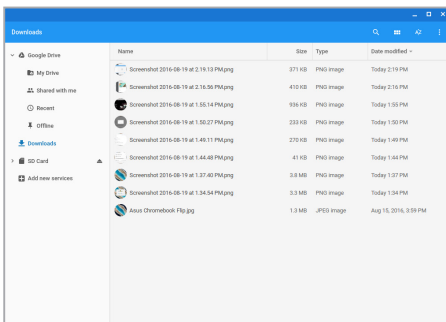 Downloads
Google Drive
My Drive
Shared with me
Recent
Offline
Downloads
SD Card
Add new services
Name Size Type Date modified
Screenshot 2016-08-19 at 2.19.13 PM.png 371 KB PNG image Today 2:19 PM
Screenshot 2016-08-19 at 2.16.56 PM.png 410 KB PNG image Today 2:16 PM
Screenshot 2016-08-19 at 1.55.14 PM.png 936 KB PNG image Today 1:55 PM
Screenshot 2016-08-19 at 1.50.27 PM.png 233 KB PNG image Today 1:50 PM
Screenshot 2016-08-19 at 1.49.11 PM.png 270 KB PNG image Today 1:49 PM
Screenshot 2016-08-19 at 1.44.48 PM.png 41 KB PNG image Today 1:44 PM
Screenshot 2016-08-19 at 1.37.40 PM.png 3.8 MB PNG image Today 1:37 PM
Screenshot 2016-08-19 at 1.34.54 PM.png 3.3 MB PNG image Today 1:34 PM
Asus Chromebook Flip.jpg 1.3 MB JPEG image Aug 15, 2016, 3:59 PM